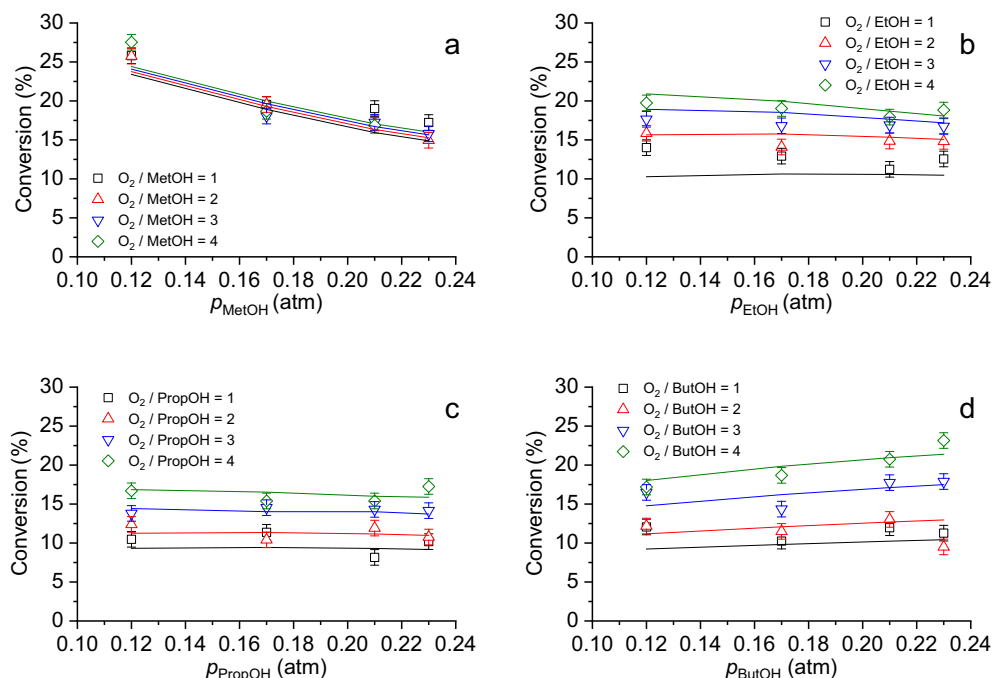 a
30
25
20
15
10
5
0
Conversion (%)
O₂ / MetOH = 1
O₂ / MetOH = 2
O₂ / MetOH = 3
O₂ / MetOH = 4
0.10 0.12 0.14 0.16 0.18 0.20 0.22 0.24
p_MetOH (atm)
b
30
25
20
15
10
5
0
Conversion (%)
O₂ / EtOH = 1
O₂ / EtOH = 2
O₂ / EtOH = 3
O₂ / EtOH = 4
0.10 0.12 0.14 0.16 0.18 0.20 0.22 0.24
p_EtOH (atm)
c
30
25
20
15
10
5
0
Conversion (%)
O₂ / PropOH = 1
O₂ / PropOH = 2
O₂ / PropOH = 3
O₂ / PropOH = 4
0.10 0.12 0.14 0.16 0.18 0.20 0.22 0.24
p_PropOH (atm)
d
30
25
20
15
10
5
0
Conversion (%)
O₂ / ButOH = 1
O₂ / ButOH = 2
O₂ / ButOH = 3
O₂ / ButOH = 4
0.10 0.12 0.14 0.16 0.18 0.20 0.22 0.24
p_ButOH (atm)